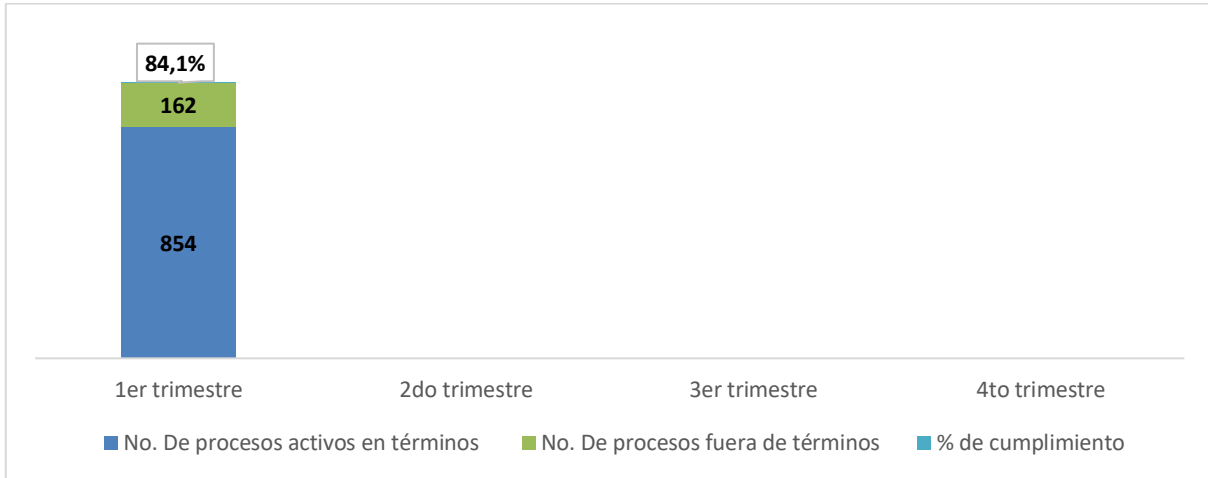 84,1%
162
854
1er trimestre 2do trimestre 3er trimestre 4to trimestre
No. De procesos activos en términos No. De procesos fuera de términos % de cumplimiento